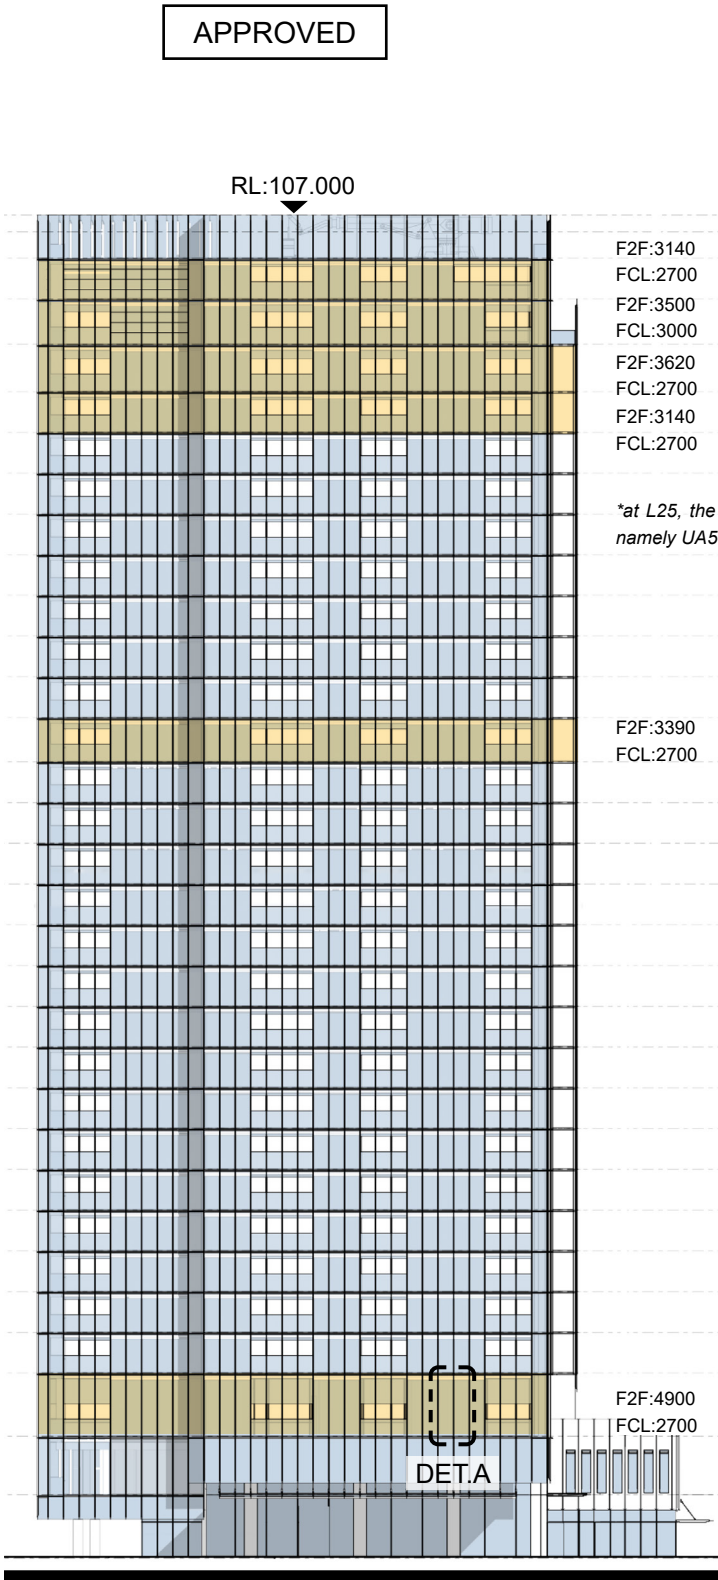 APPROVED
RL:107.000
F2F:3140
FCL:2700
F2F:3500
FCL:3000
F2F:3620
FCL:2700
F2F:3140
FCL:2700
*at L25, the
namely UA5
F2F:3390
FCL:2700
F2F:4900
FCL:2700
DET.A